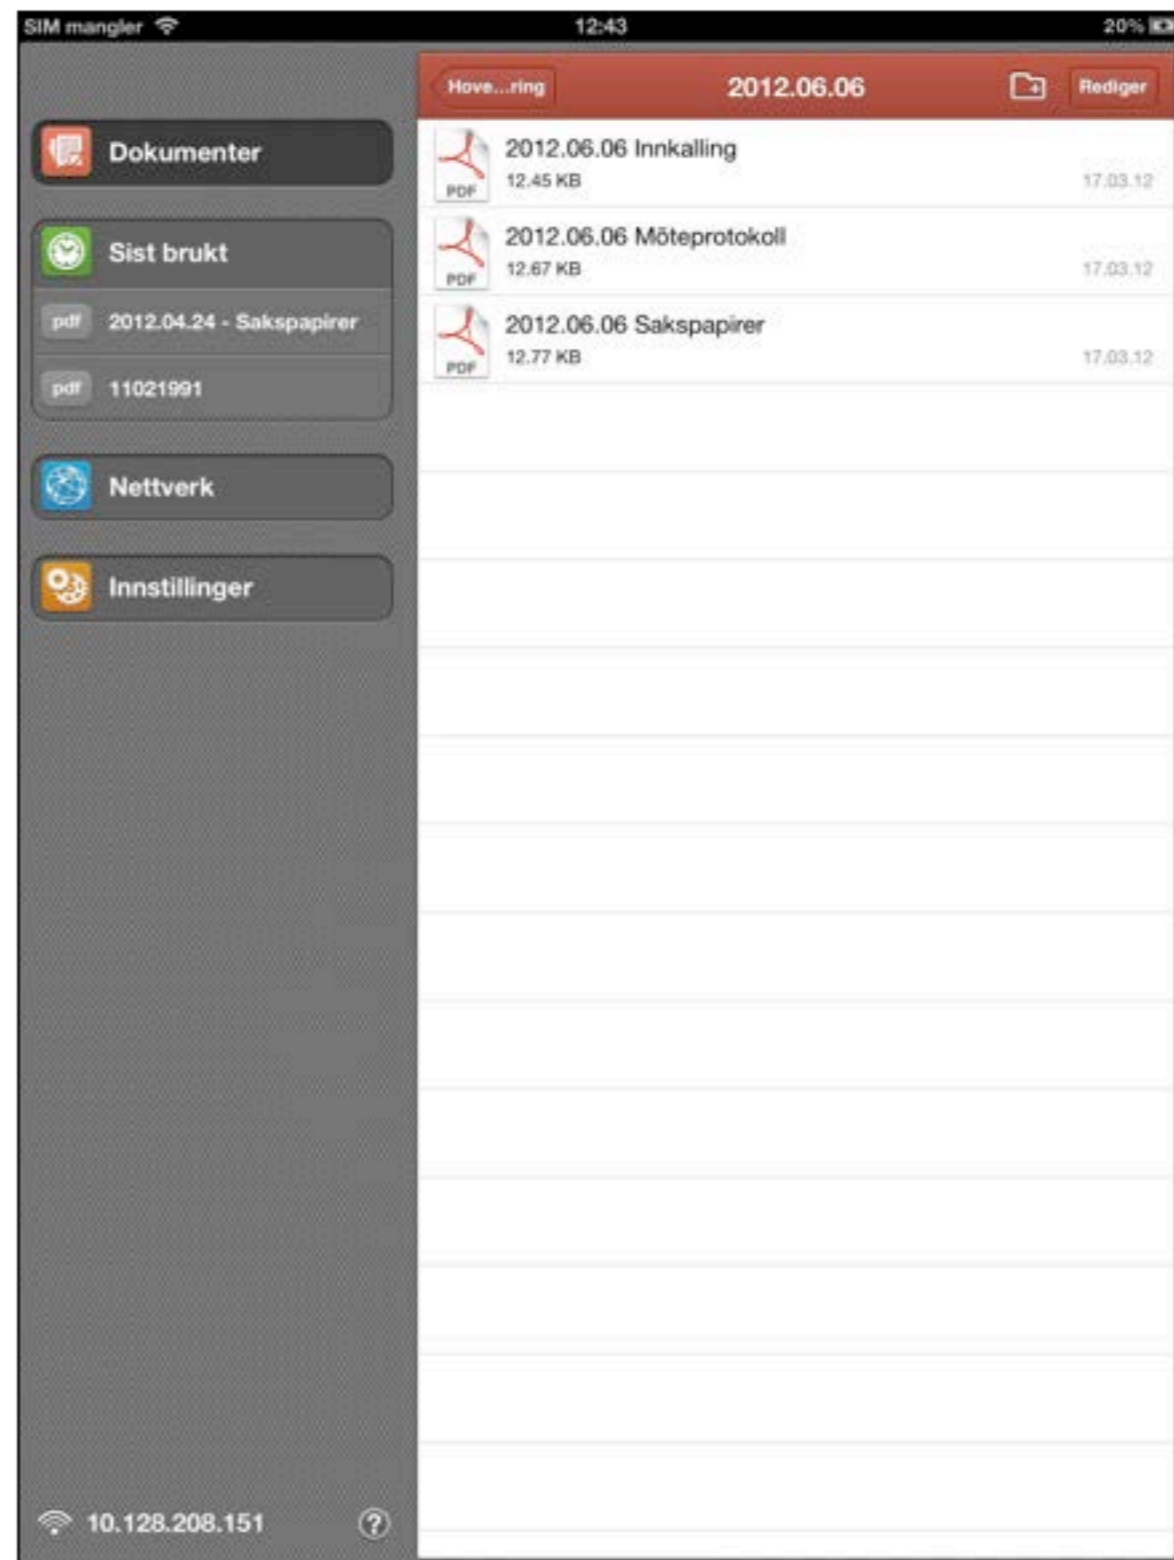 SIM mangler 12:43 20%
Hove...ring 2012.06.06 Rediger
Dokumenter
Sist brukt
pdf 2012.04.24 - Sakspapirer
pdf 11021991
Nettverk
Innstillinger
10.128.208.151 ?
PDF 2012.06.06 Innkalling
12.45 KB 17.03.12
PDF 2012.06.06 Möteprotokoll
12.67 KB 17.03.12
PDF 2012.06.06 Sakspapirer
12.77 KB 17.03.12